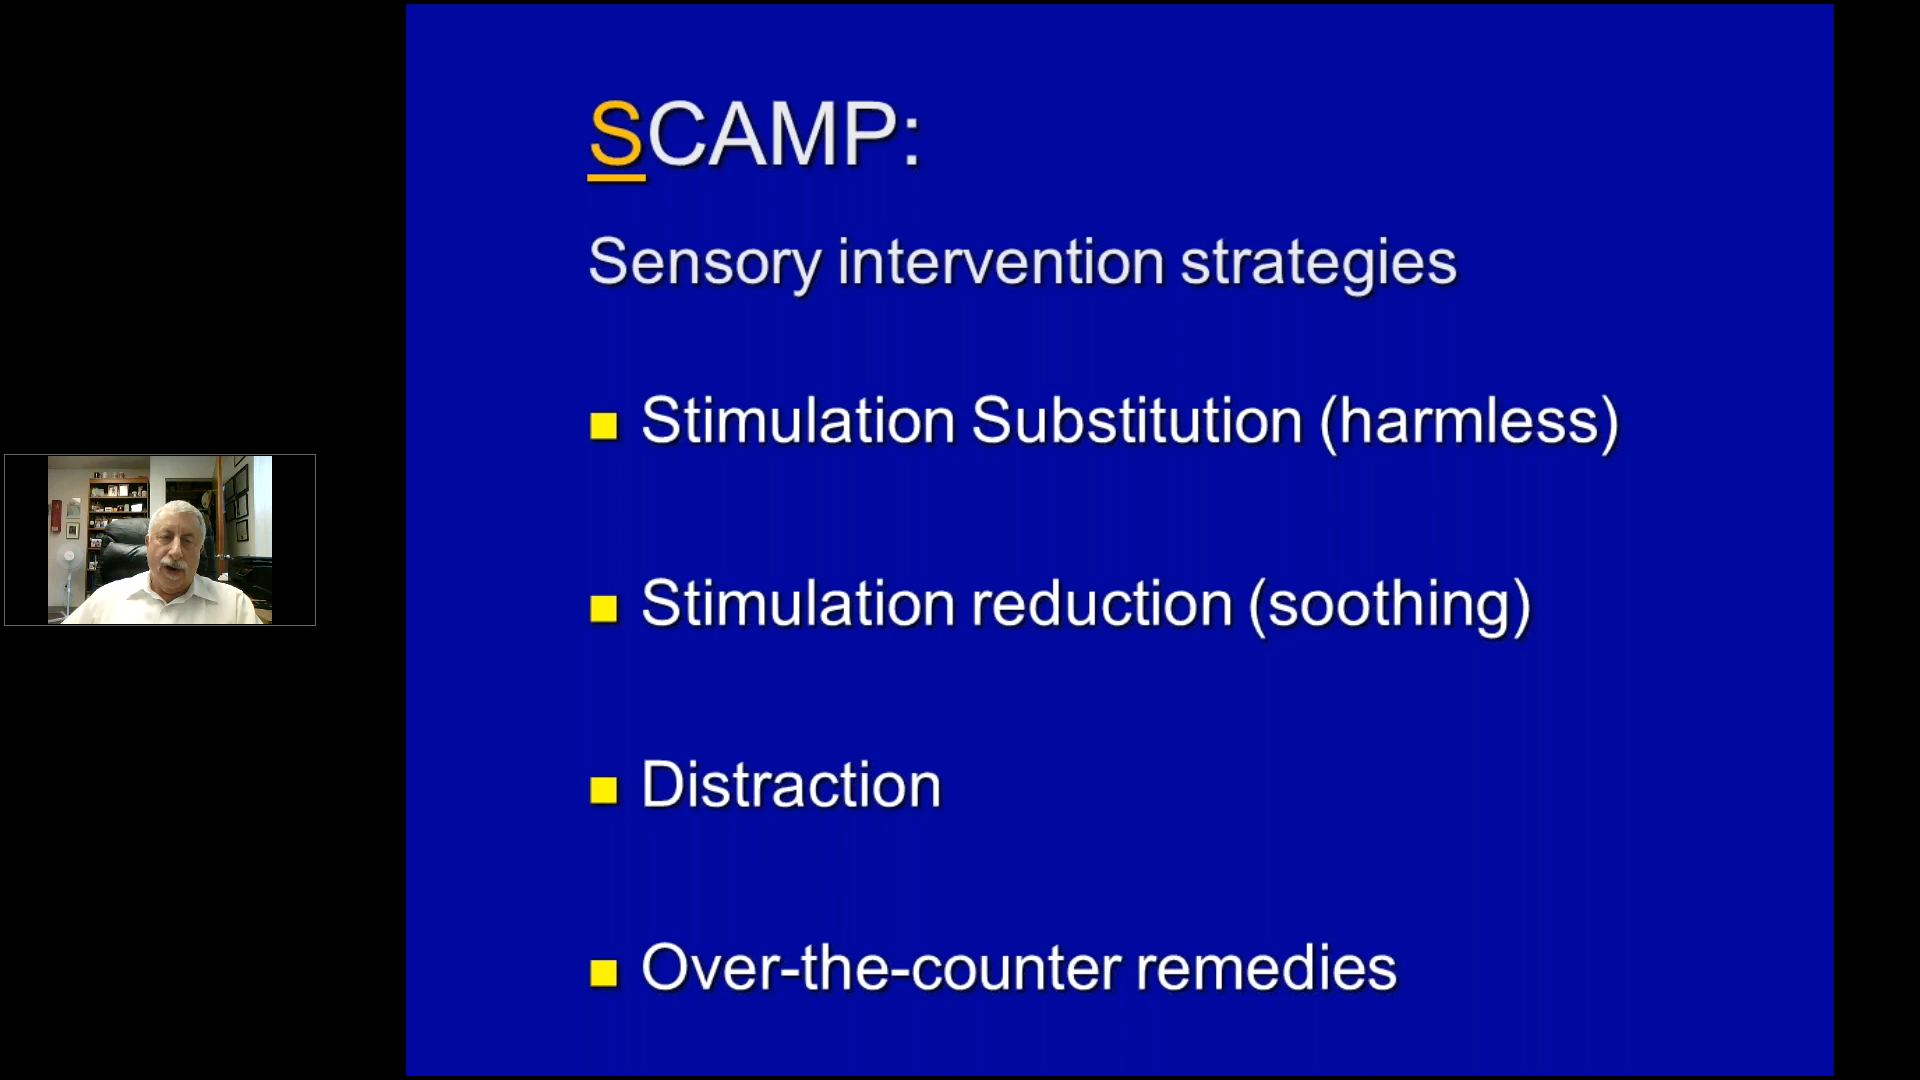 SCAMP:
Sensory intervention strategies
Stimulation Substitution (harmless)
Stimulation reduction (soothing)
Distraction
Over-the-counter remedies